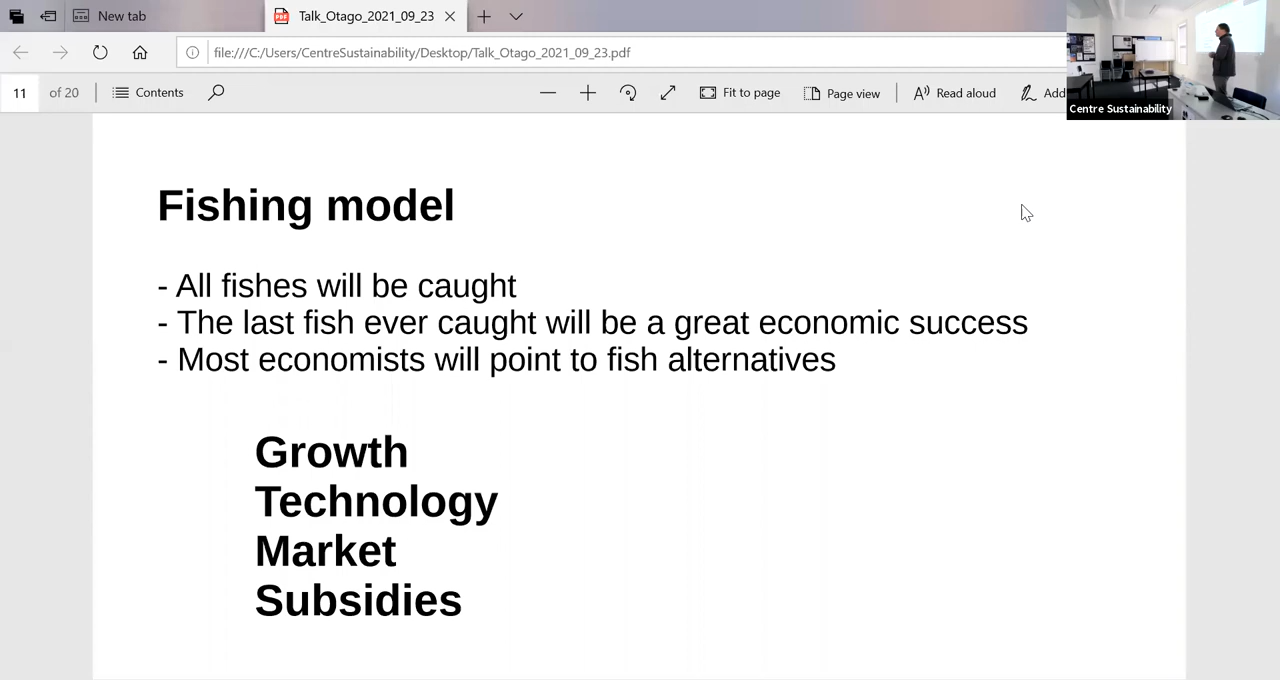 New tab
Talk_Otago_2021_09_23
file:///C:/Users/CentreSustainability/Desktop/Talk_Otago_2021_09_23.pdf
11 of 20
Contents
Fit to page
Page view
Read aloud
Add
Centre Sustainability
Fishing model
- All fishes will be caught
- The last fish ever caught will be a great economic success
- Most economists will point to fish alternatives
Growth
Technology
Market
Subsidies